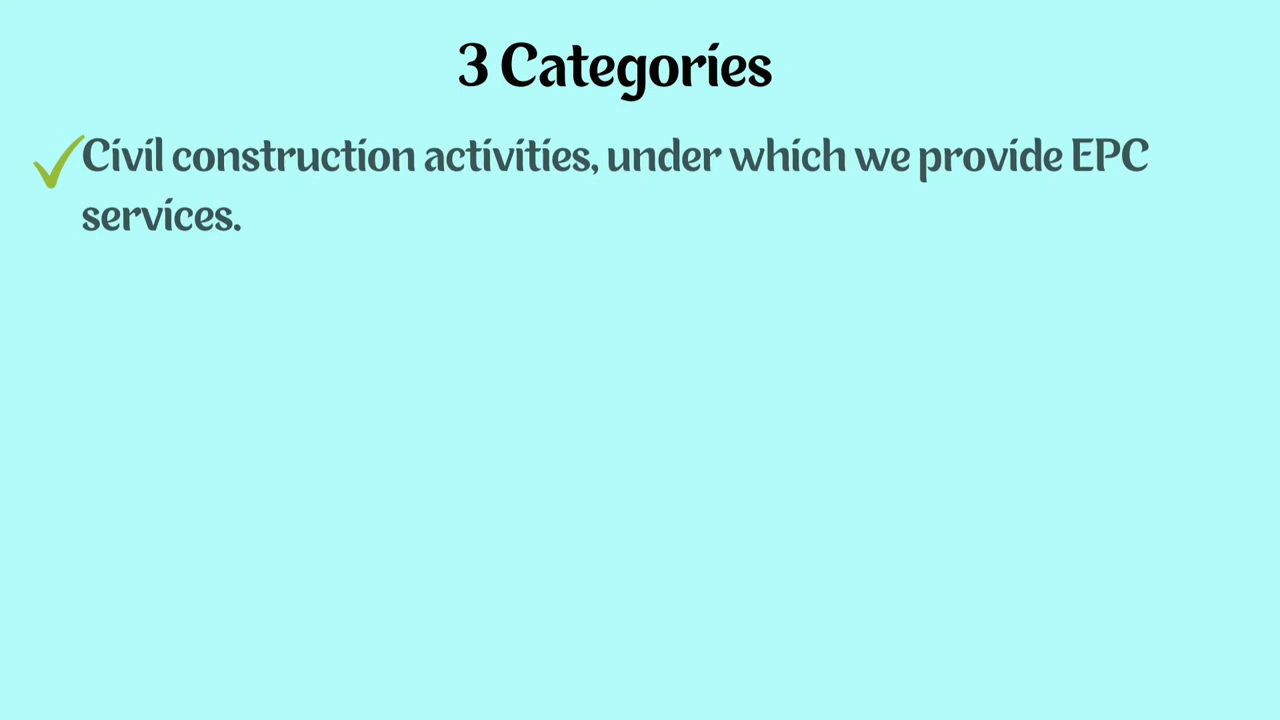 3 Categories
Civil construction activities, under which we provide EPC
services.